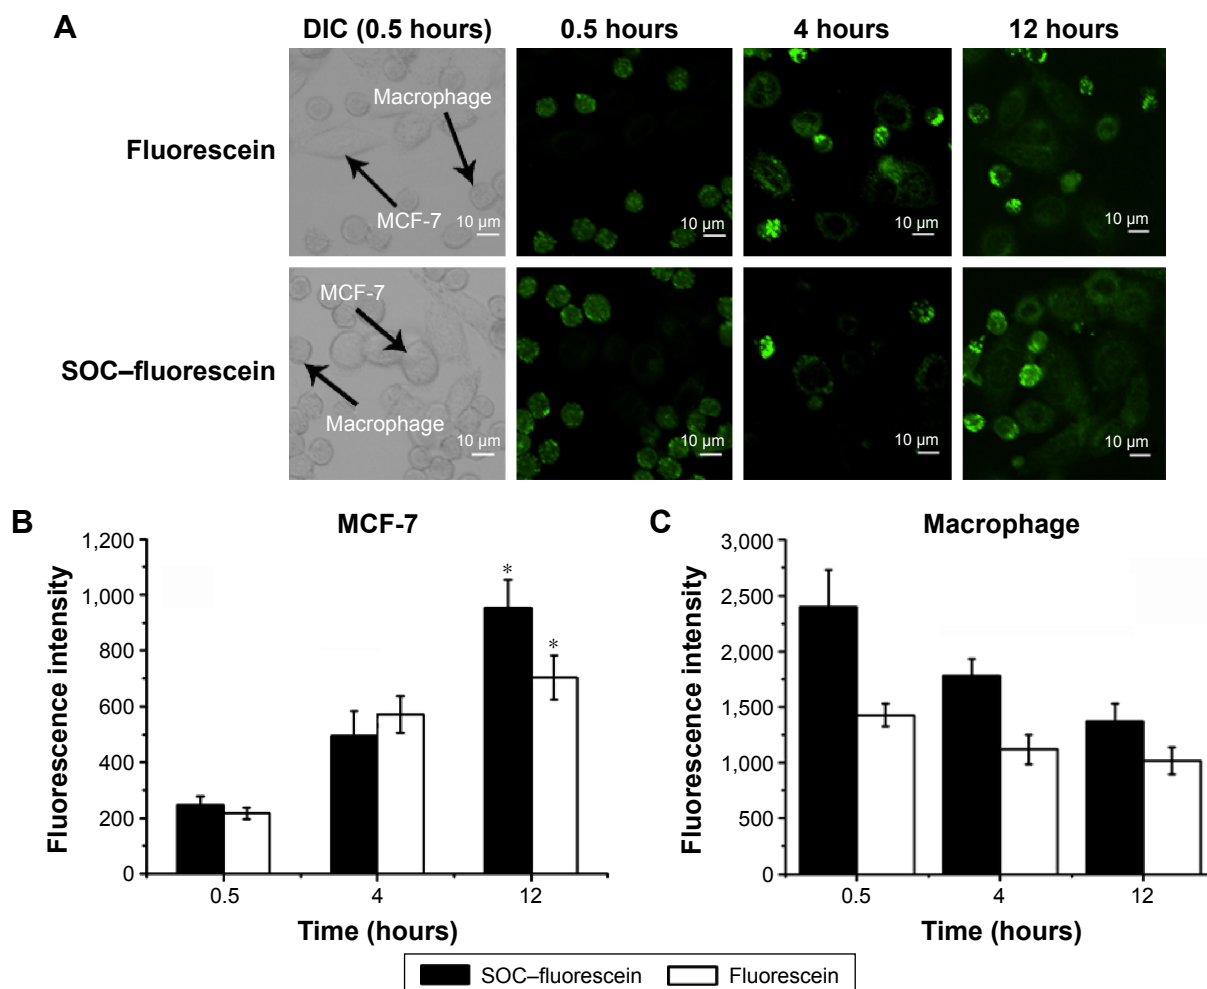 A
DIC (0.5 hours) 0.5 hours 4 hours 12 hours
Fluorescein
Macrophage
MCF-7
10 µm
10 µm
10 µm
10 µm
SOC–fluorescein
MCF-7
Macrophage
10 µm
10 µm
10 µm
10 µm
B
MCF-7
Fluorescence intensity
1,200
1,000
800
600
400
200
0
* *
0.5 4 12
Time (hours)
C
Macrophage
Fluorescence intensity
3,000
2,500
2,000
1,500
1,000
500
0
0.5 4 12
Time (hours)
SOC–fluorescein Fluorescein